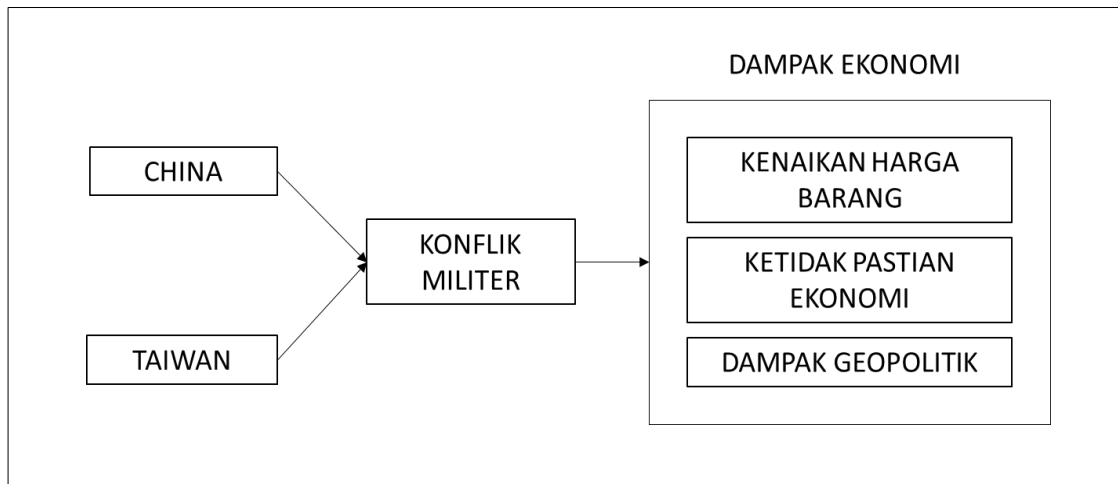 DAMPAK EKONOMI
CHINA
TAIWAN
KONFLIK
MILITER
KENAIKAN HARGA
BARANG
KETIDAK PASTIAN
EKONOMI
DAMPAK GEOPOLITIK